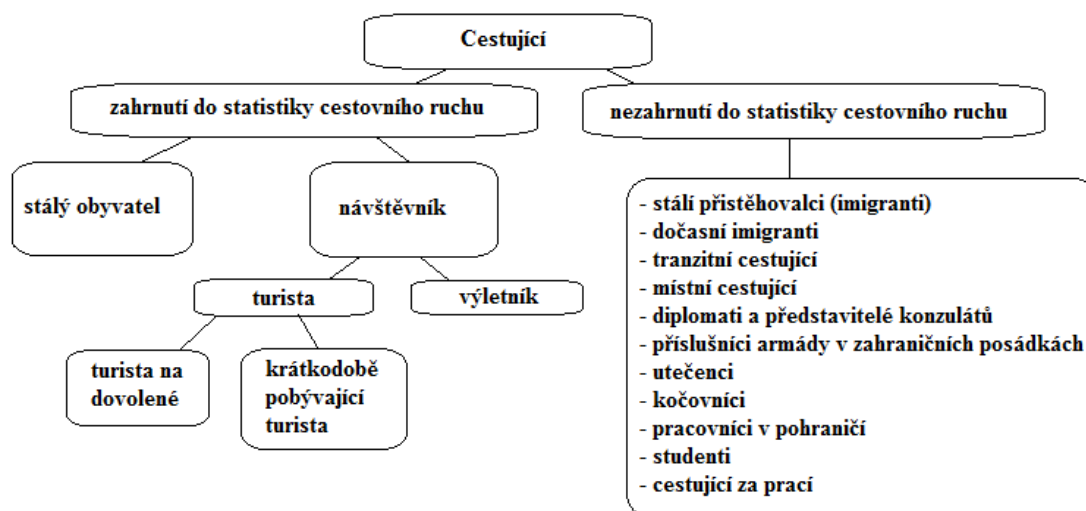 Cestující
zahrnutí do statistiky cestovního ruchu
nezahrnutí do statistiky cestovního ruchu
stálý obyvatel
návštěvník
turista
výletník
turista na
dovolené
krátkodobě
pobývající
turista
- stálí přistěhovalci (imigranti)
- dočasní imigranti
- tranzitní cestující
- místní cestující
- diplomati a představitelé konzulátů
- příslušníci armády v zahraničních posádkách
- utečenci
- kočovníci
- pracovníci v pohraničí
- studenti
- cestující za prací